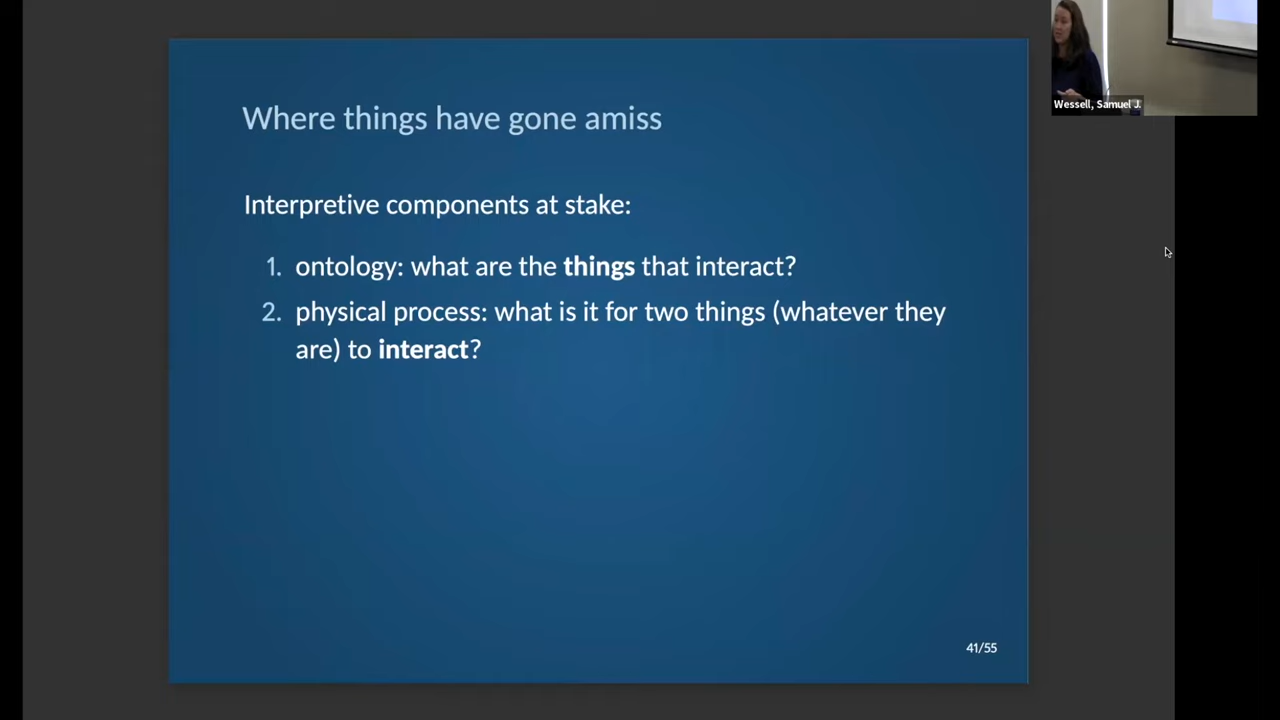 Where things have gone amiss
Interpretive components at stake:
1. ontology: what are the things that interact?
2. physical process: what is it for two things (whatever they
are) to interact?
41/55
Wessell, Samuel J.